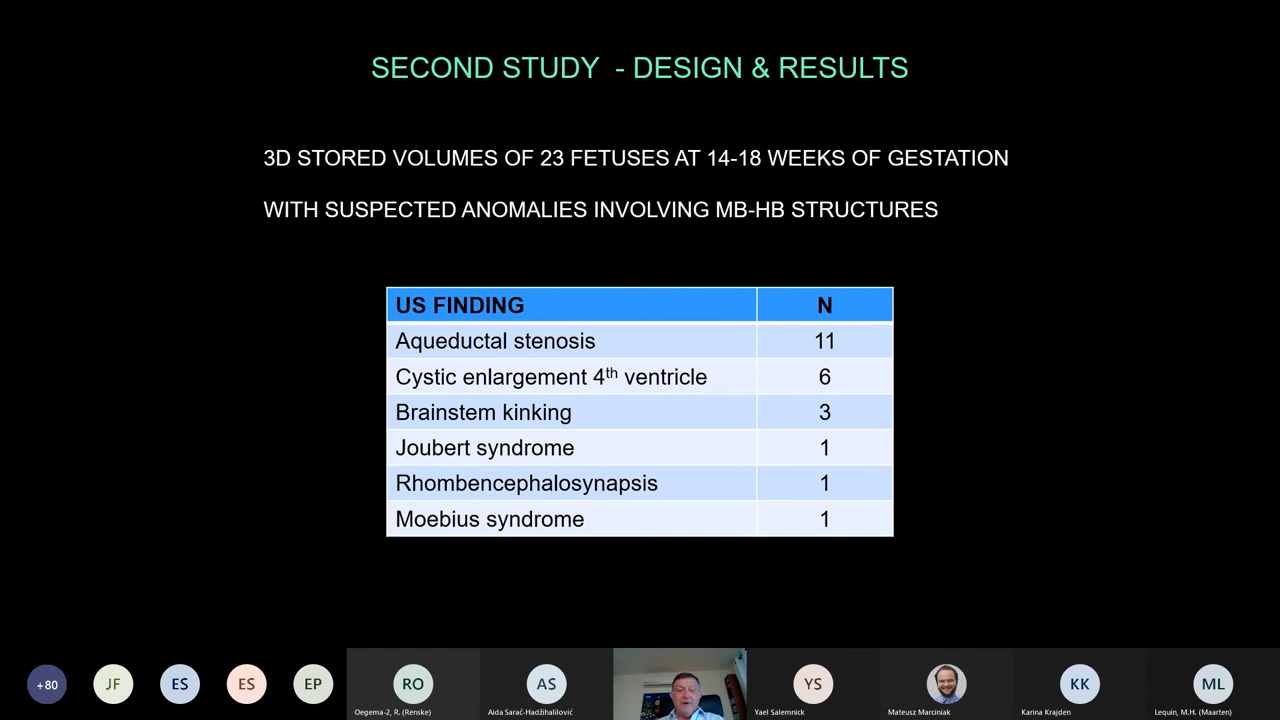 SECOND STUDY - DESIGN & RESULTS
3D STORED VOLUMES OF 23 FETUSES AT 14-18 WEEKS OF GESTATION
WITH SUSPECTED ANOMALIES INVOLVING MB-HB STRUCTURES
US FINDING N
Aqueductal stenosis 11
Cystic enlargement 4th ventricle 6
Brainstem kinking 3
Joubert syndrome 1
Rhombencephalosynapsis 1
Moebius syndrome 1
+80 JF ES ES EP RO AS YS KK ML
Oegema-2, R. (Renske) Aida Sarač-Hadžihalilović Yael Salemnick Mateusz Marciniak Karina Krajden Lequin, M.H. (Maarten)